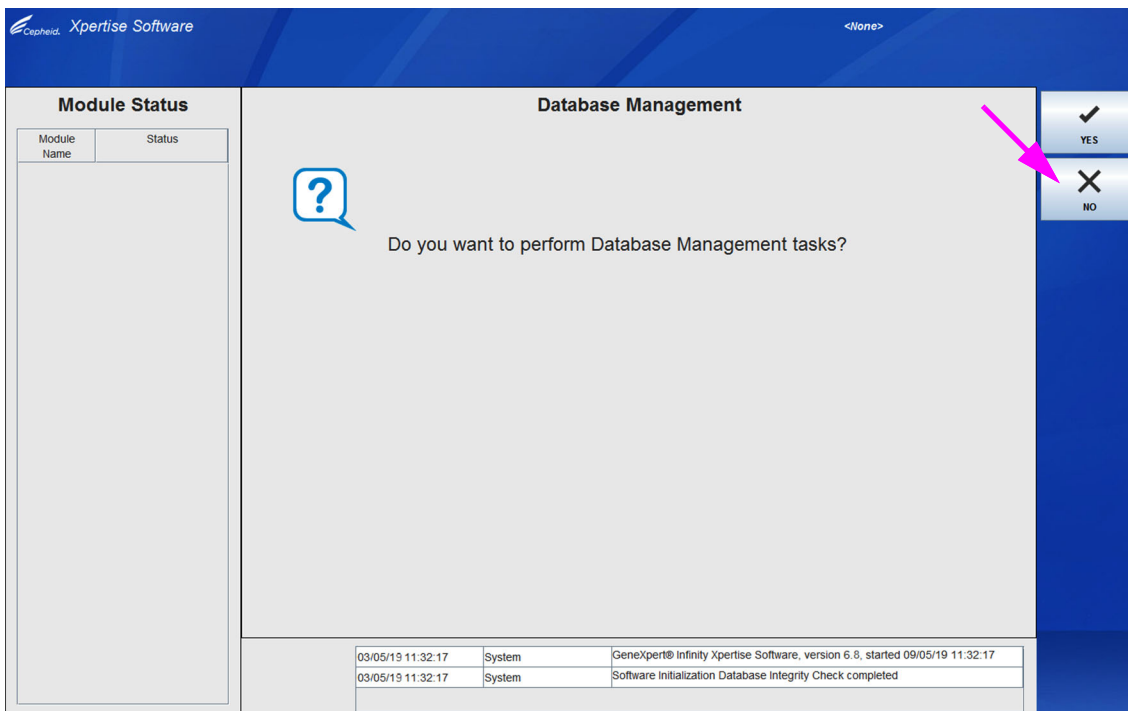 Cepheid. Xpertise Software
<None>
Module Status
Module Name
Status
Database Management
Do you want to perform Database Management tasks?
YES
NO
03/05/19 11:32:17 System GeneXpert® Infinity Xpertise Software, version 6.8, started 09/05/19 11:32:17
03/05/19 11:32:17 System Software Initialization Database Integrity Check completed